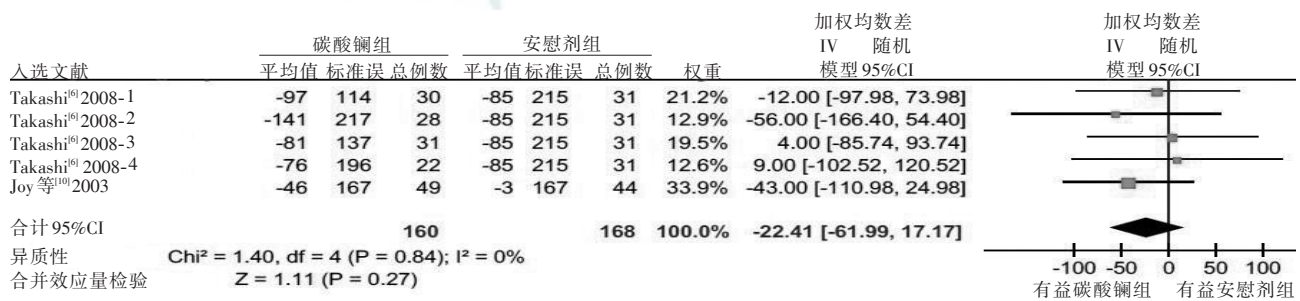 加权均数差 加权均数差
碳酸镧组 安慰剂组 IV 随机 IV 随机
入选文献 平均值 标准误 总例数 平均值 标准误 总例数 权重 模型 95%CI 模型 95%CI
Takashi[6] 2008-1 -97 114 30 -85 215 31 21.2% -12.00 [-97.98, 73.98]
Takashi[6] 2008-2 -141 217 28 -85 215 31 12.9% -56.00 [-166.40, 54.40]
Takashi[6] 2008-3 -81 137 31 -85 215 31 19.5% 4.00 [-85.74, 93.74]
Takashi[6] 2008-4 -76 196 22 -85 215 31 12.6% 9.00 [-102.52, 120.52]
Joy 等[10]2003 -46 167 49 -3 167 44 33.9% -43.00 [-110.98, 24.98]
合计95%CI 160 168 100.0% -22.41 [-61.99, 17.17]
异质性 Chi² = 1.40, df = 4 (P = 0.84); I² = 0%
合并效应量检验 Z = 1.11 (P = 0.27)
-100 -50 0 50 100
有益碳酸镧组 有益安慰剂组